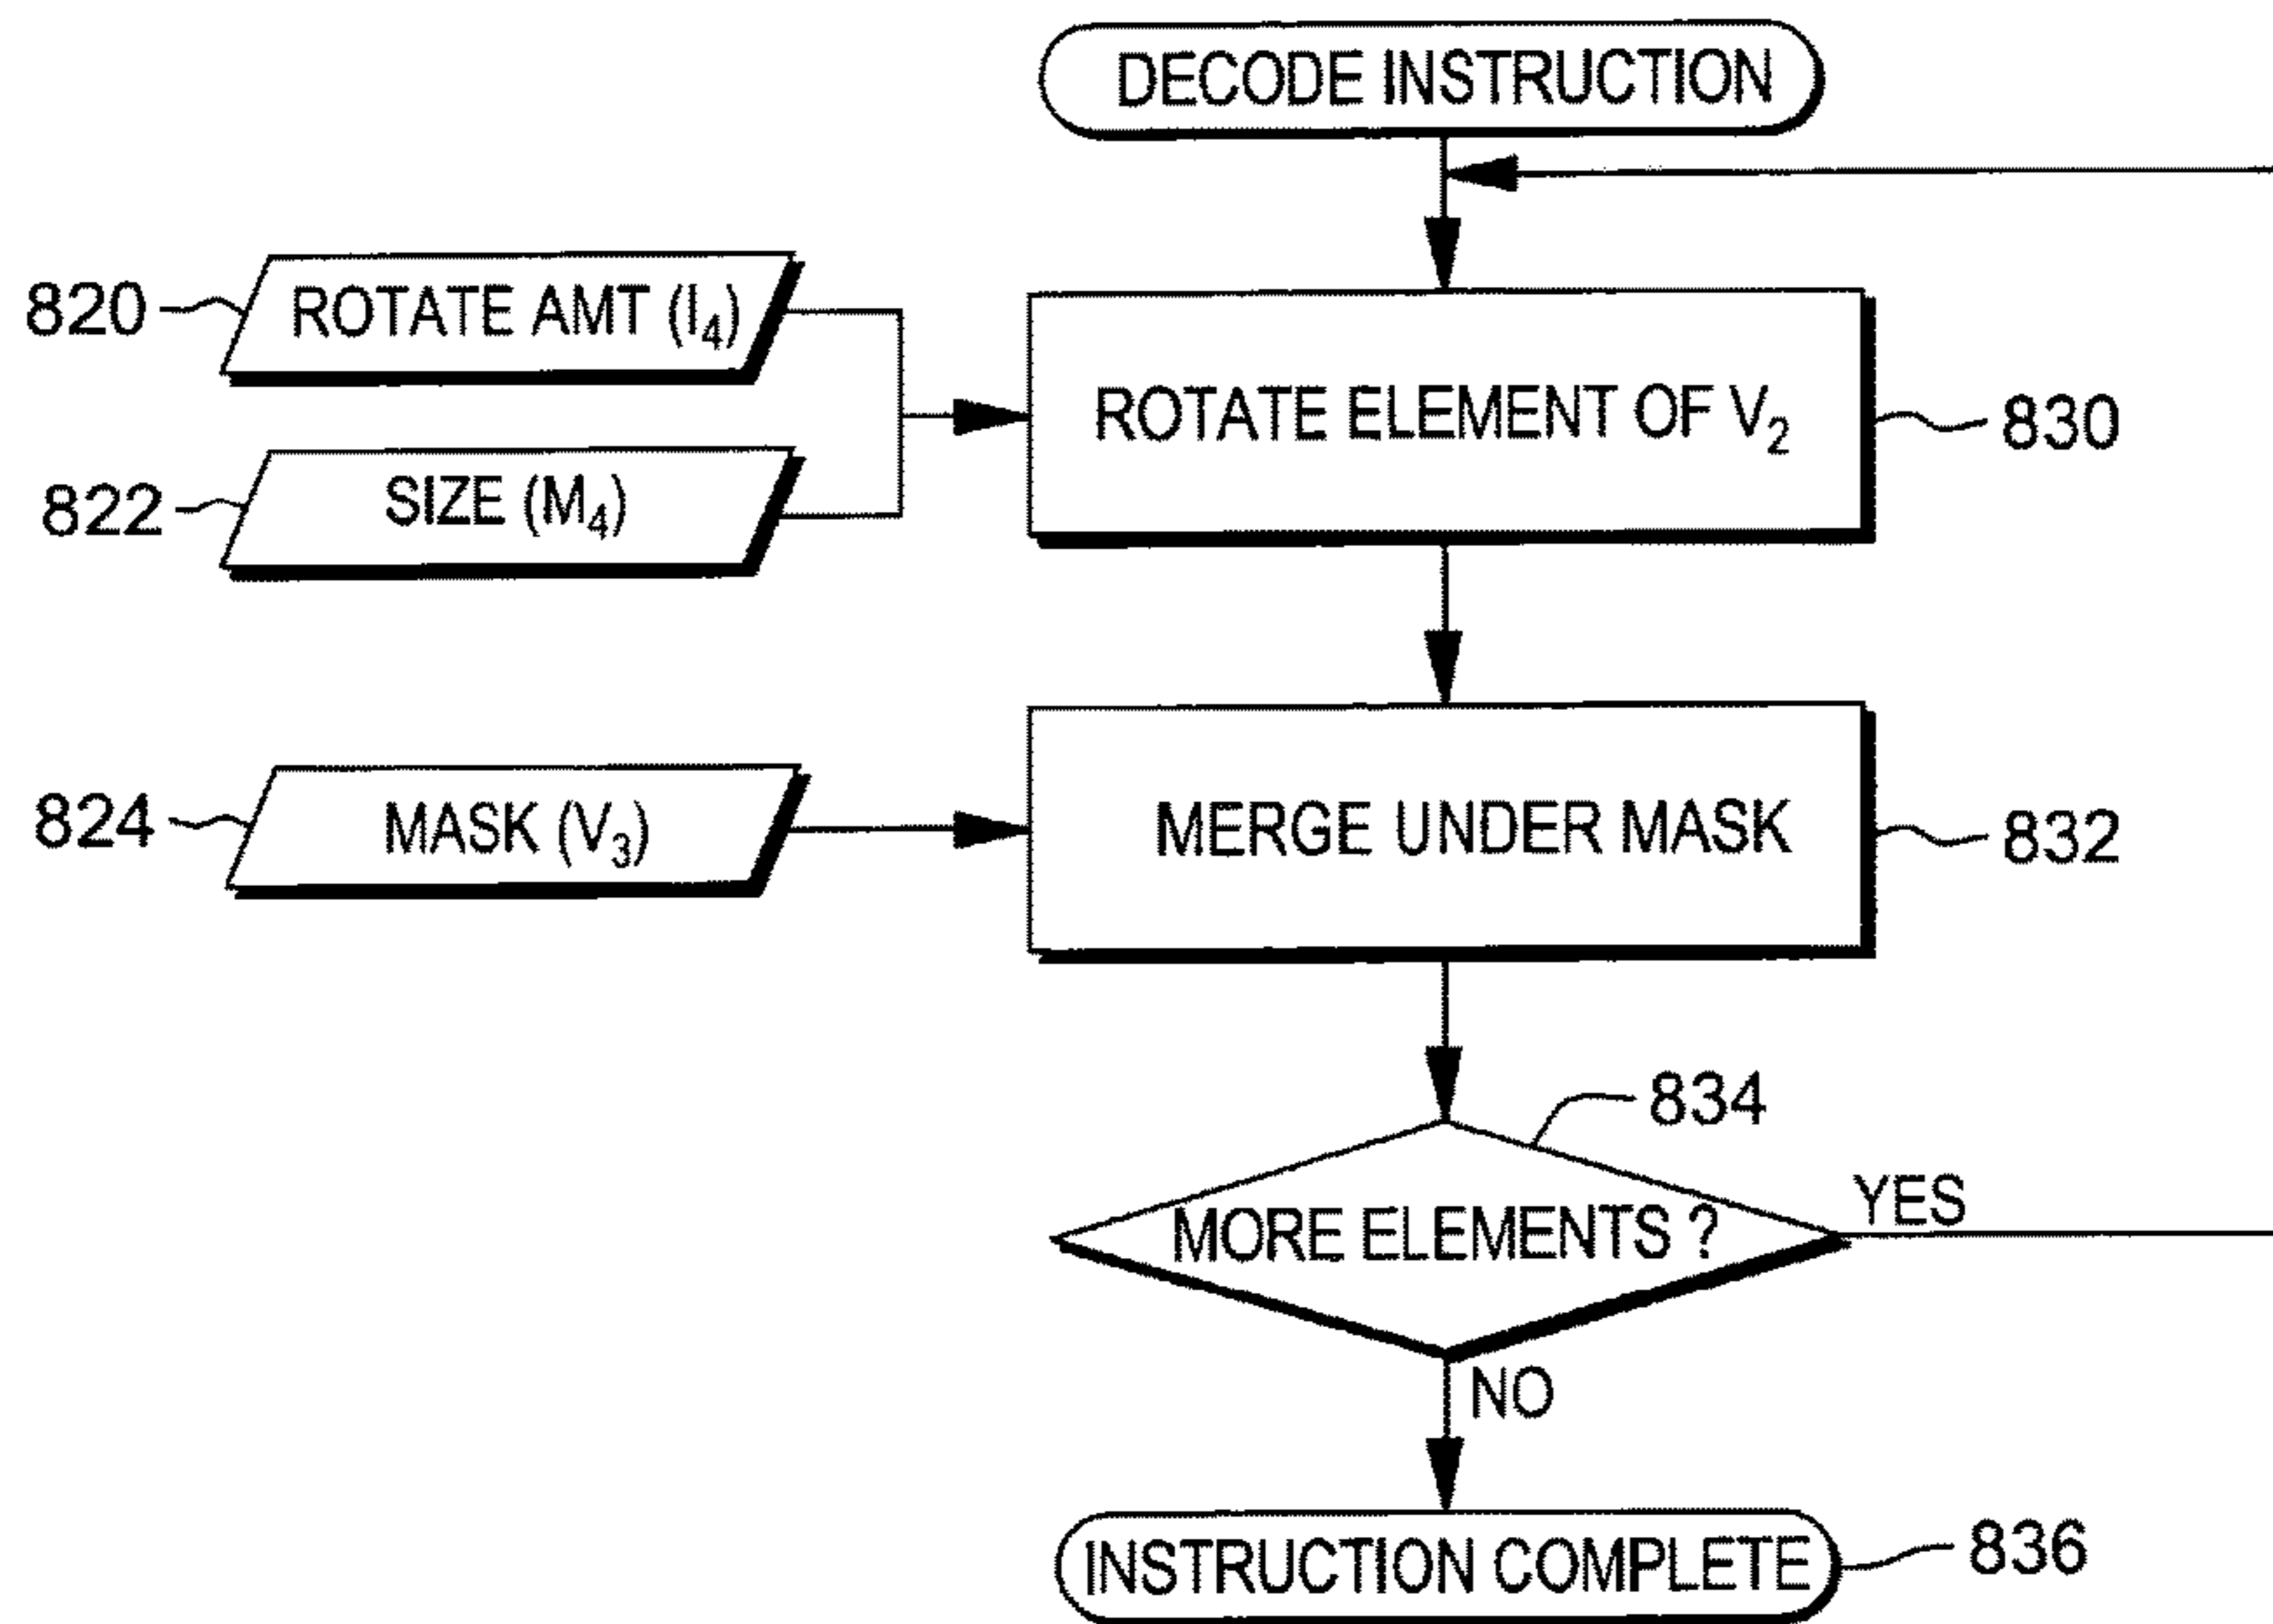 DECODE INSTRUCTION
820 ROTATE AMT (I₄)
822 SIZE (M₄)
ROTATE ELEMENT OF V₂ 830
824 MASK (V₃)
MERGE UNDER MASK 832
834
MORE ELEMENTS ? YES
NO
INSTRUCTION COMPLETE 836